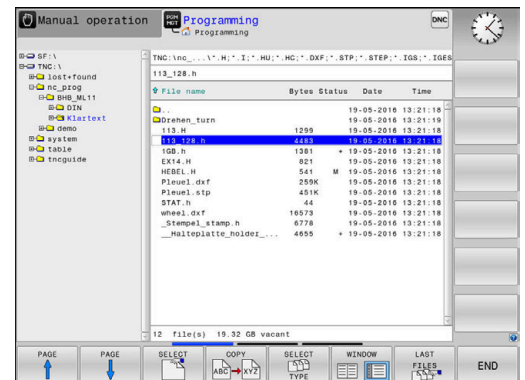 Manual operation
PGM
MGT
Programming
Programming
DNC
SF:\
TNC:\
lost+found
nc_prog
BHB_ML11
DIN
Klartext
demo
system
table
tncguide
TNC:\nc_...\*.H;*.I;*.HU;*.HC;*.DXF;*.STP;*.STEP;*.IGS;*.IGES
113_128.h
File name Bytes Status Date Time
.. 19-05-2016 13:21:18
Drehen_turn 19-05-2016 13:21:19
113.H 1299 19-05-2016 13:21:18
113_128.h 4483 19-05-2016 13:21:18
1GB.h 1381 + 19-05-2016 13:21:18
EX14.H 821 19-05-2016 13:21:18
HEBEL.H 541 M 19-05-2016 13:21:18
Pleuel.dxf 259K 19-05-2016 13:21:18
Pleuel.stp 451K 19-05-2016 13:21:18
STAT.h 44 19-05-2016 13:21:18
wheel.dxf 16573 19-05-2016 13:21:18
_Stempel_stamp.h 6778 19-05-2016 13:21:18
__Halteplatte_holder_... 4655 + 19-05-2016 13:21:18
12 file(s) 19.32 GB vacant
PAGE
PAGE
SELECT
COPY
ABC XYZ
SELECT
TYPE
WINDOW
LAST
FILES
END